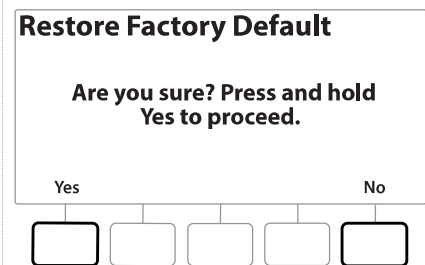 Restore Factory Default
Are you sure? Press and hold
Yes to proceed.
Yes No